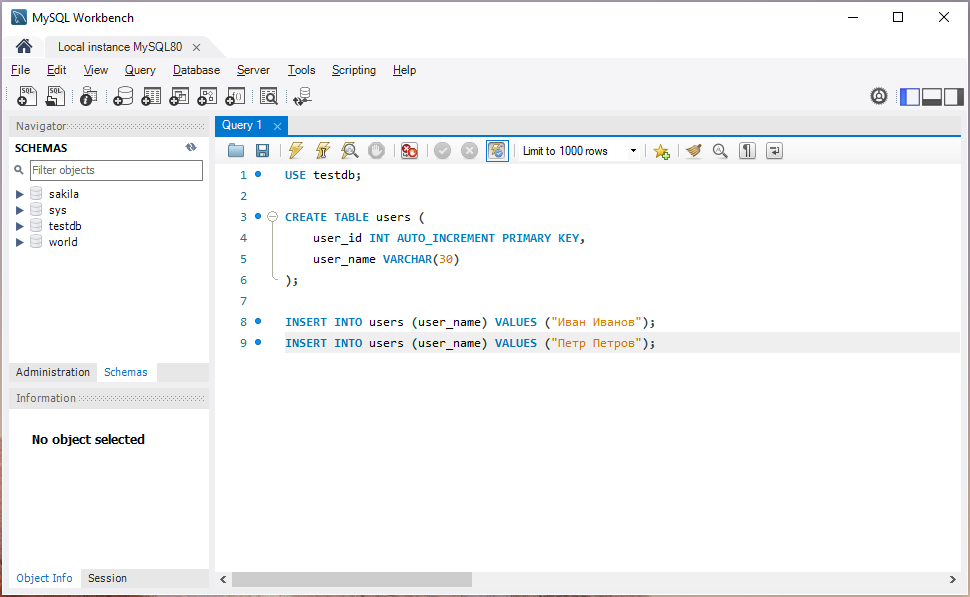 MySQL Workbench
Local instance MySQL80
File Edit View Query Database Server Tools Scripting Help
Navigator
SCHEMAS
Filter objects
sakila
sys
testdb
world
Administration Schemas
Information
No object selected
Object Info Session
Query 1
Limit to 1000 rows
1 USE testdb;
2
3 CREATE TABLE users (
4 user_id INT AUTO_INCREMENT PRIMARY KEY,
5 user_name VARCHAR(30)
6 );
7
8 INSERT INTO users (user_name) VALUES ("Иван Иванов");
9 INSERT INTO users (user_name) VALUES ("Петр Петров");